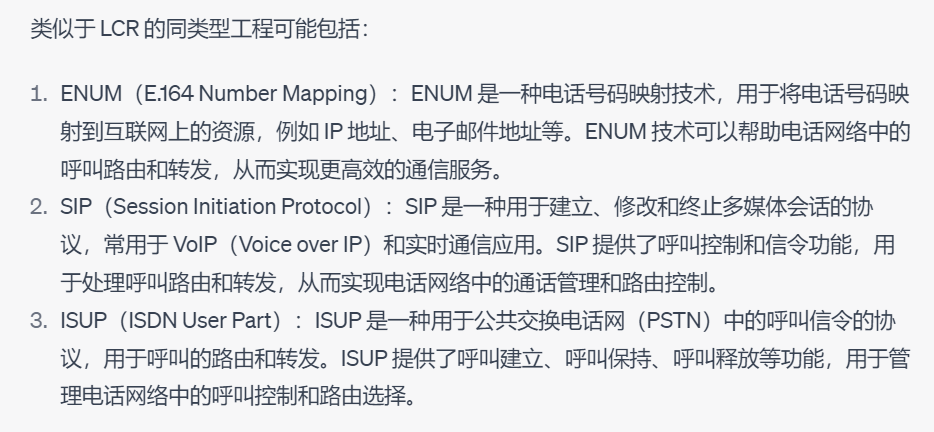 类似于 LCR 的同类型工程可能包括：
1. ENUM（E.164 Number Mapping）：ENUM 是一种电话号码映射技术，用于将电话号码映
射到互联网上的资源，例如 IP 地址、电子邮件地址等。ENUM 技术可以帮助电话网络中的
呼叫路由和转发，从而实现更高效的通信服务。
2. SIP（Session Initiation Protocol）：SIP 是一种用于建立、修改和终止多媒体会话的协
议，常用于 VoIP（Voice over IP）和实时通信应用。SIP 提供了呼叫控制和信令功能，用
于处理呼叫路由和转发，从而实现电话网络中的通话管理和路由控制。
3. ISUP（ISDN User Part）：ISUP 是一种用于公共交换电话网（PSTN）中的呼叫信令的协
议，用于呼叫的路由和转发。ISUP 提供了呼叫建立、呼叫保持、呼叫释放等功能，用于管
理电话网络中的呼叫控制和路由选择。